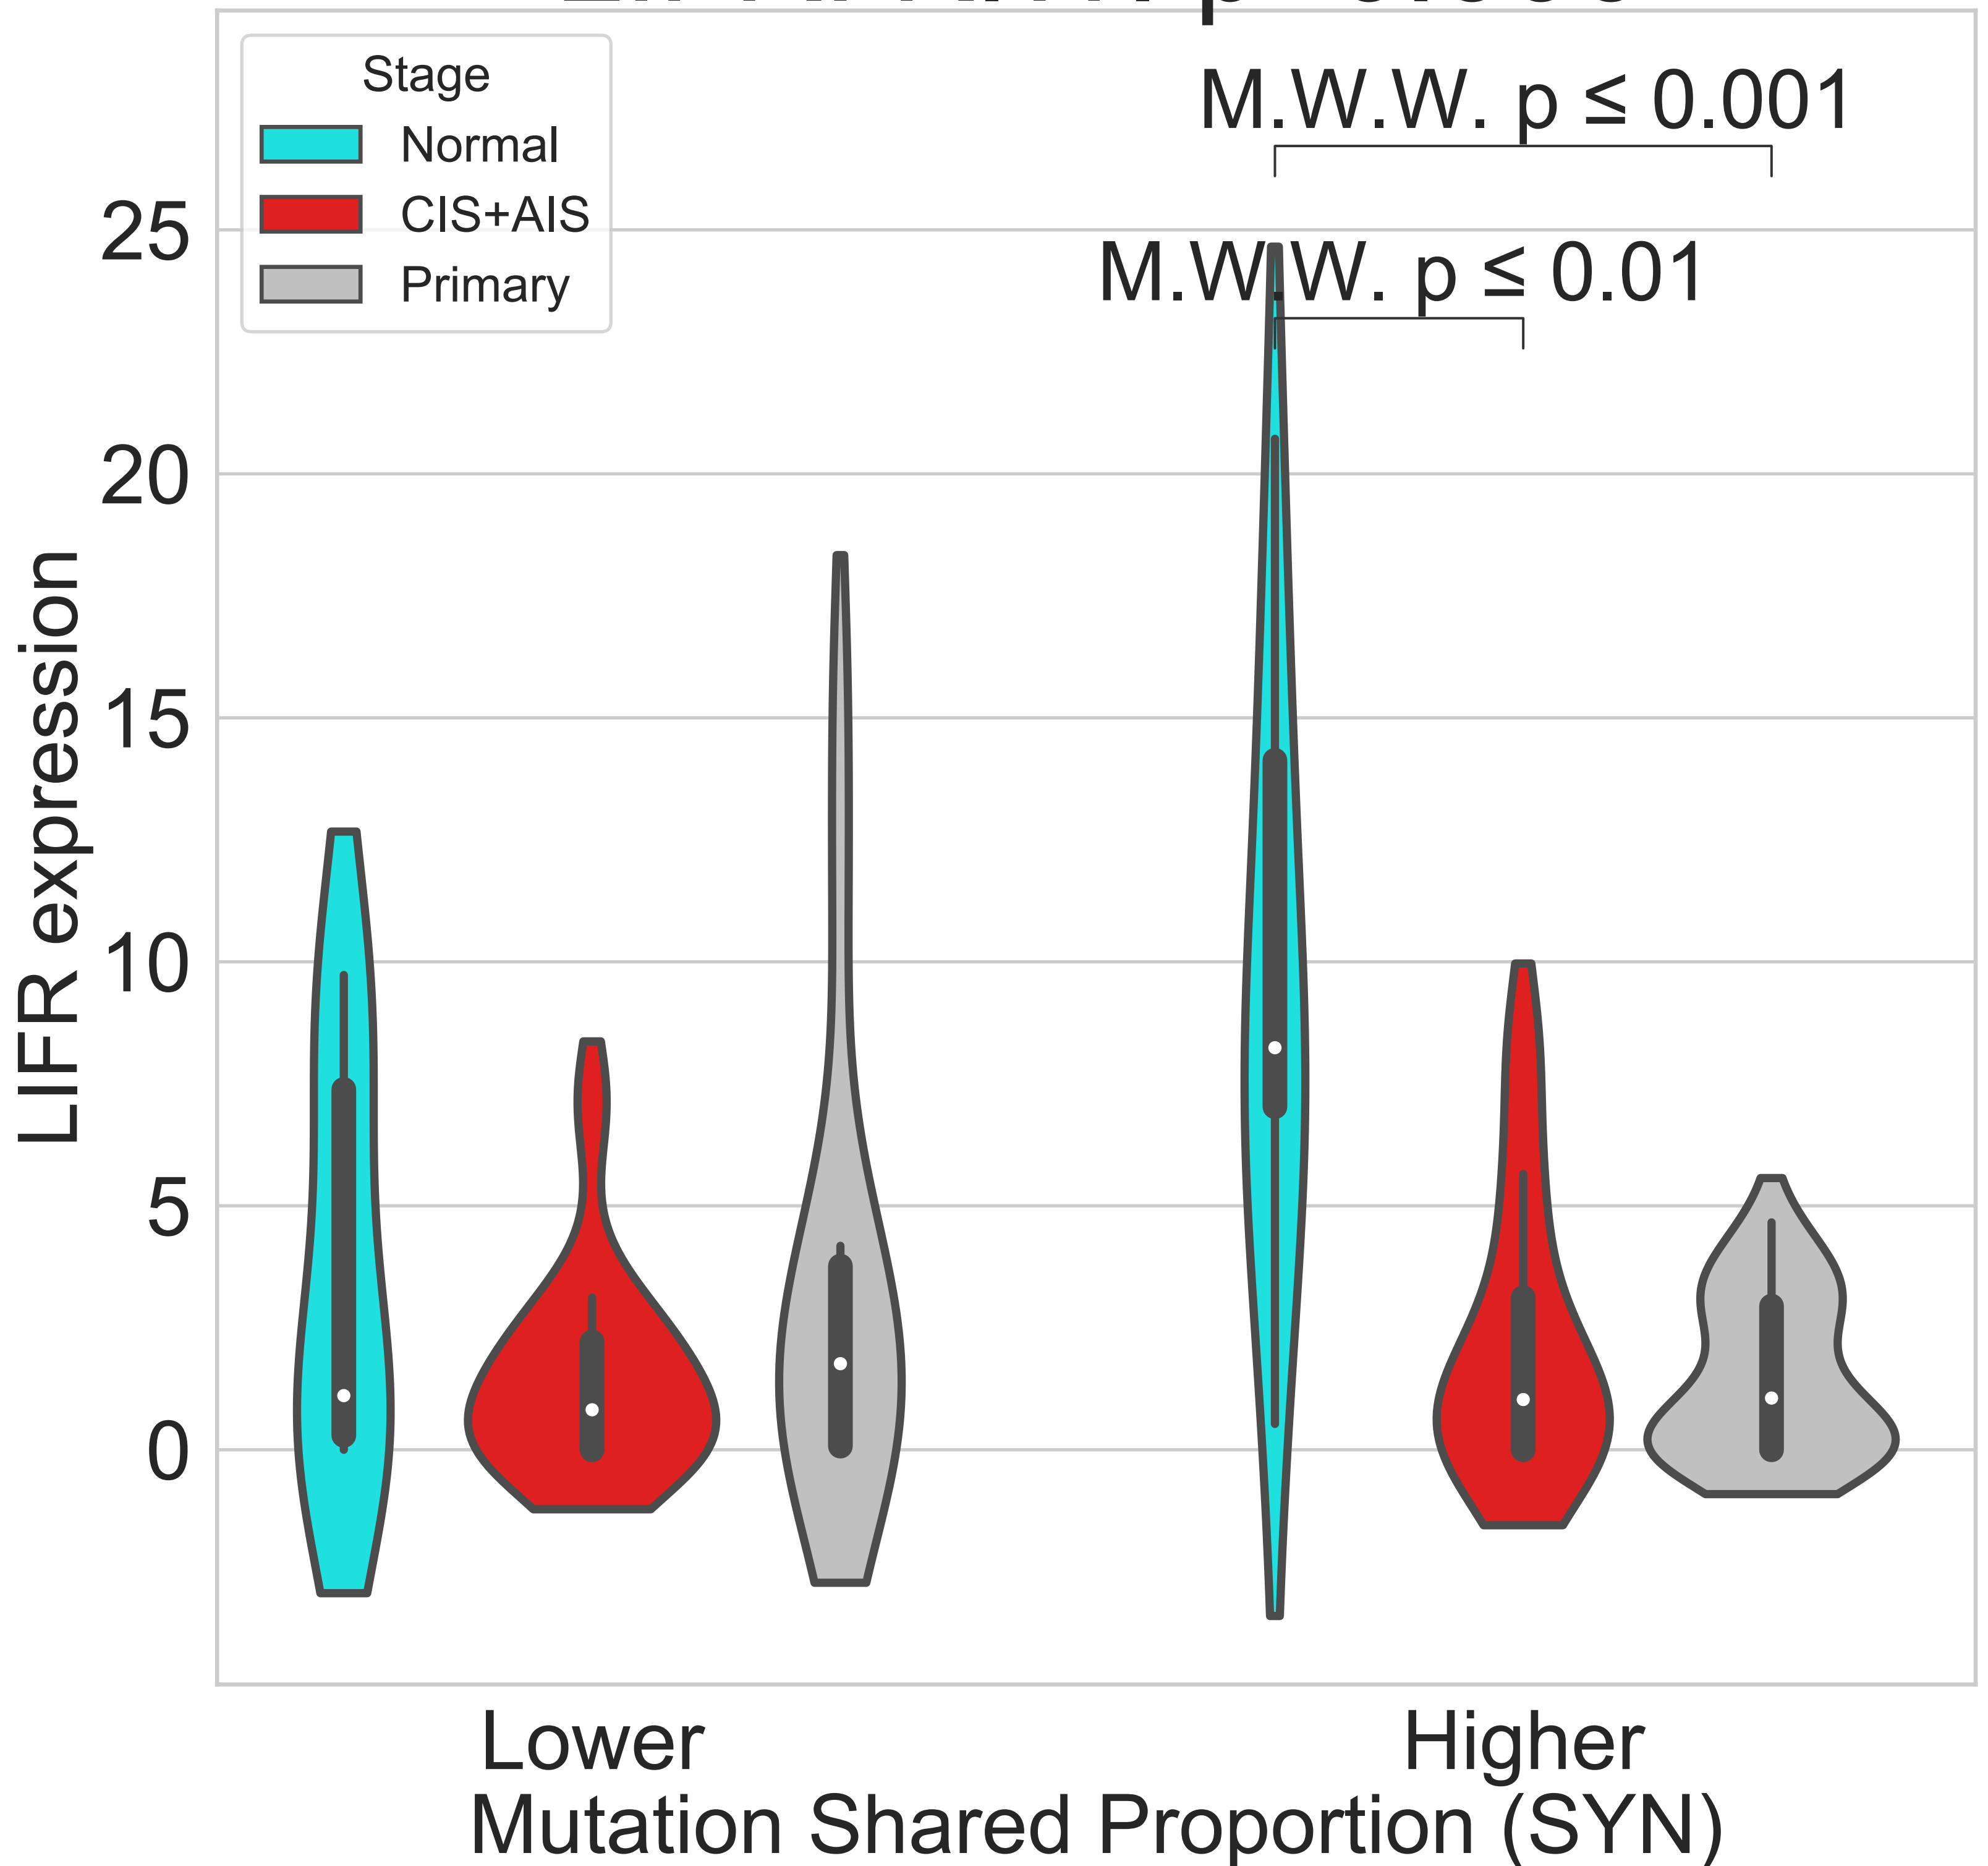 Stage
Normal
CIS+AIS
Primary
M.W.W. p ≤ 0.001
M.W.W. p ≤ 0.01
25
20
15
10
5
0
LIFR expression
Lower
Higher
Mutation Shared Proportion (SYN)